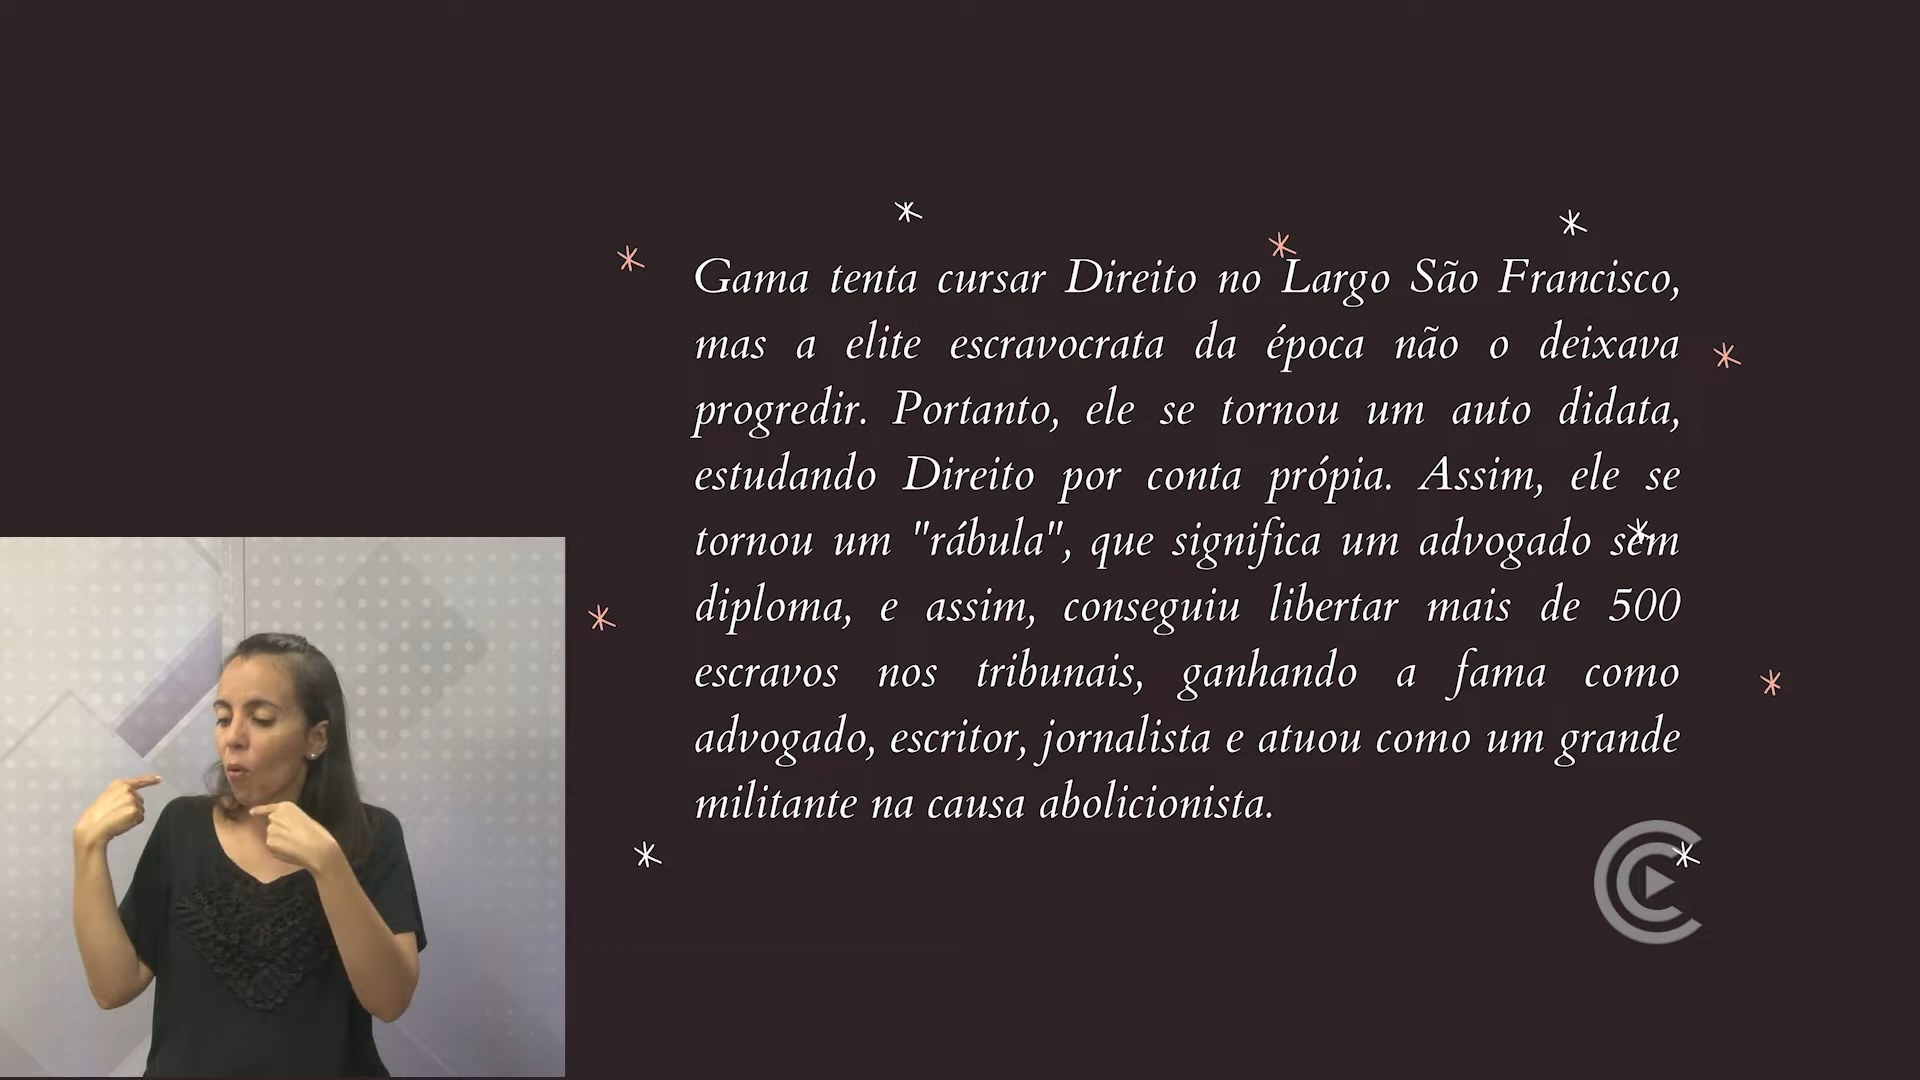 Gama tenta cursar Direito no Largo São Francisco,
mas a elite escravocrata da época não o deixava
progredir. Portanto, ele se tornou um auto didata,
estudando Direito por conta própia. Assim, ele se
tornou um "rábula", que significa um advogado sem
diploma, e assim, conseguiu libertar mais de 500
escravos nos tribunais, ganhando a fama como
advogado, escritor, jornalista e atuou como um grande
militante na causa abolicionista.